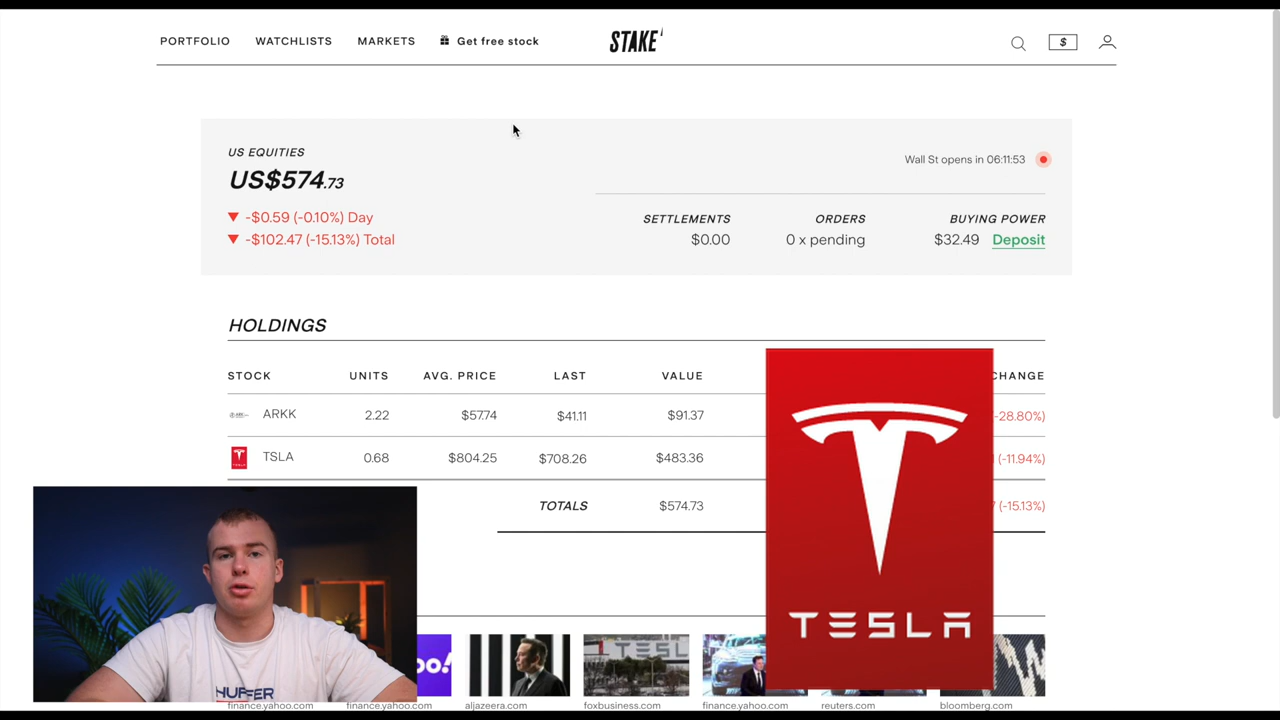 PORTFOLIO WATCHLISTS MARKETS Get free stock STAKE $
US EQUITIES
US$574.73
Wall St opens in 06:11:53
-$0.59 (-0.10%) Day
-$102.47 (-15.13%) Total
SETTLEMENTS ORDERS BUYING POWER
$0.00 0 x pending $32.49 Deposit
HOLDINGS
STOCK UNITS AVG. PRICE LAST VALUE CHANGE
ARKK 2.22 $57.74 $41.11 $91.37 -28.80%)
TSLA 0.68 $804.25 $708.26 $483.36 (-11.94%)
TOTALS $574.73 (-15.13%)
TESLA
TESLA
finance.yahoo.com finance.yahoo.com aljazeera.com foxbusiness.com finance.yahoo.com reuters.com bloomberg.com